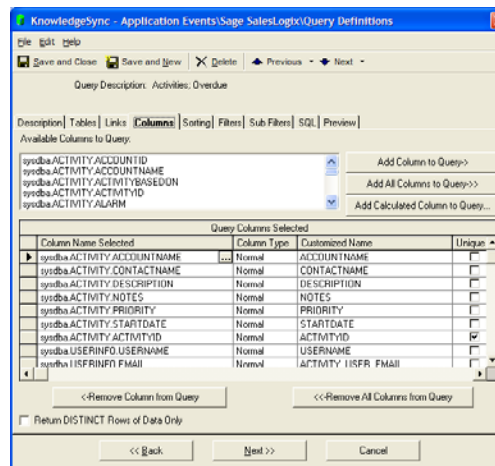 KnowledgeSync - Application Events\Sage SalesLogix\Query Definitions
File Edit Help
Save and Close Save and New Delete Previous Next
Query Description: Activities: Overdue
Description Tables Links Columns Sorting Filters Sub Filters SQL Preview
Available Columns to Query:
sysdba.ACTIVITY.ACCOUNTID
sysdba.ACTIVITY.ACCOUNTNAME
sysdba.ACTIVITY.ACTIVITYBASEDON
sysdba.ACTIVITY.ACTIVITYID
sysdba.ACTIVITY.ALARM
Add Column to Query->
Add All Columns to Query->>
Add Calculated Column to Query...
Query Columns Selected
Column Name Selected Column Type Customized Name Unique
sysdba.ACTIVITY.ACCOUNTNAME ... Normal ACCOUNTNAME
sysdba.ACTIVITY.CONTACTNAME Normal CONTACTNAME
sysdba.ACTIVITY.DESCRIPTION Normal DESCRIPTION
sysdba.ACTIVITY.NOTES Normal NOTES
sysdba.ACTIVITY.PRIORITY Normal PRIORITY
sysdba.ACTIVITY.STARTDATE Normal STARTDATE
sysdba.ACTIVITY.ACTIVITYID Normal ACTIVITYID
sysdba.USERINFO.USERNAME Normal USERNAME
sysdba.USERINFO.EMAIL Normal ACTIVITY_USER_EMAIL
<-Remove Column from Query <<-Remove All Columns from Query
Return DISTINCT Rows of Data Only
<< Back Next >> Cancel